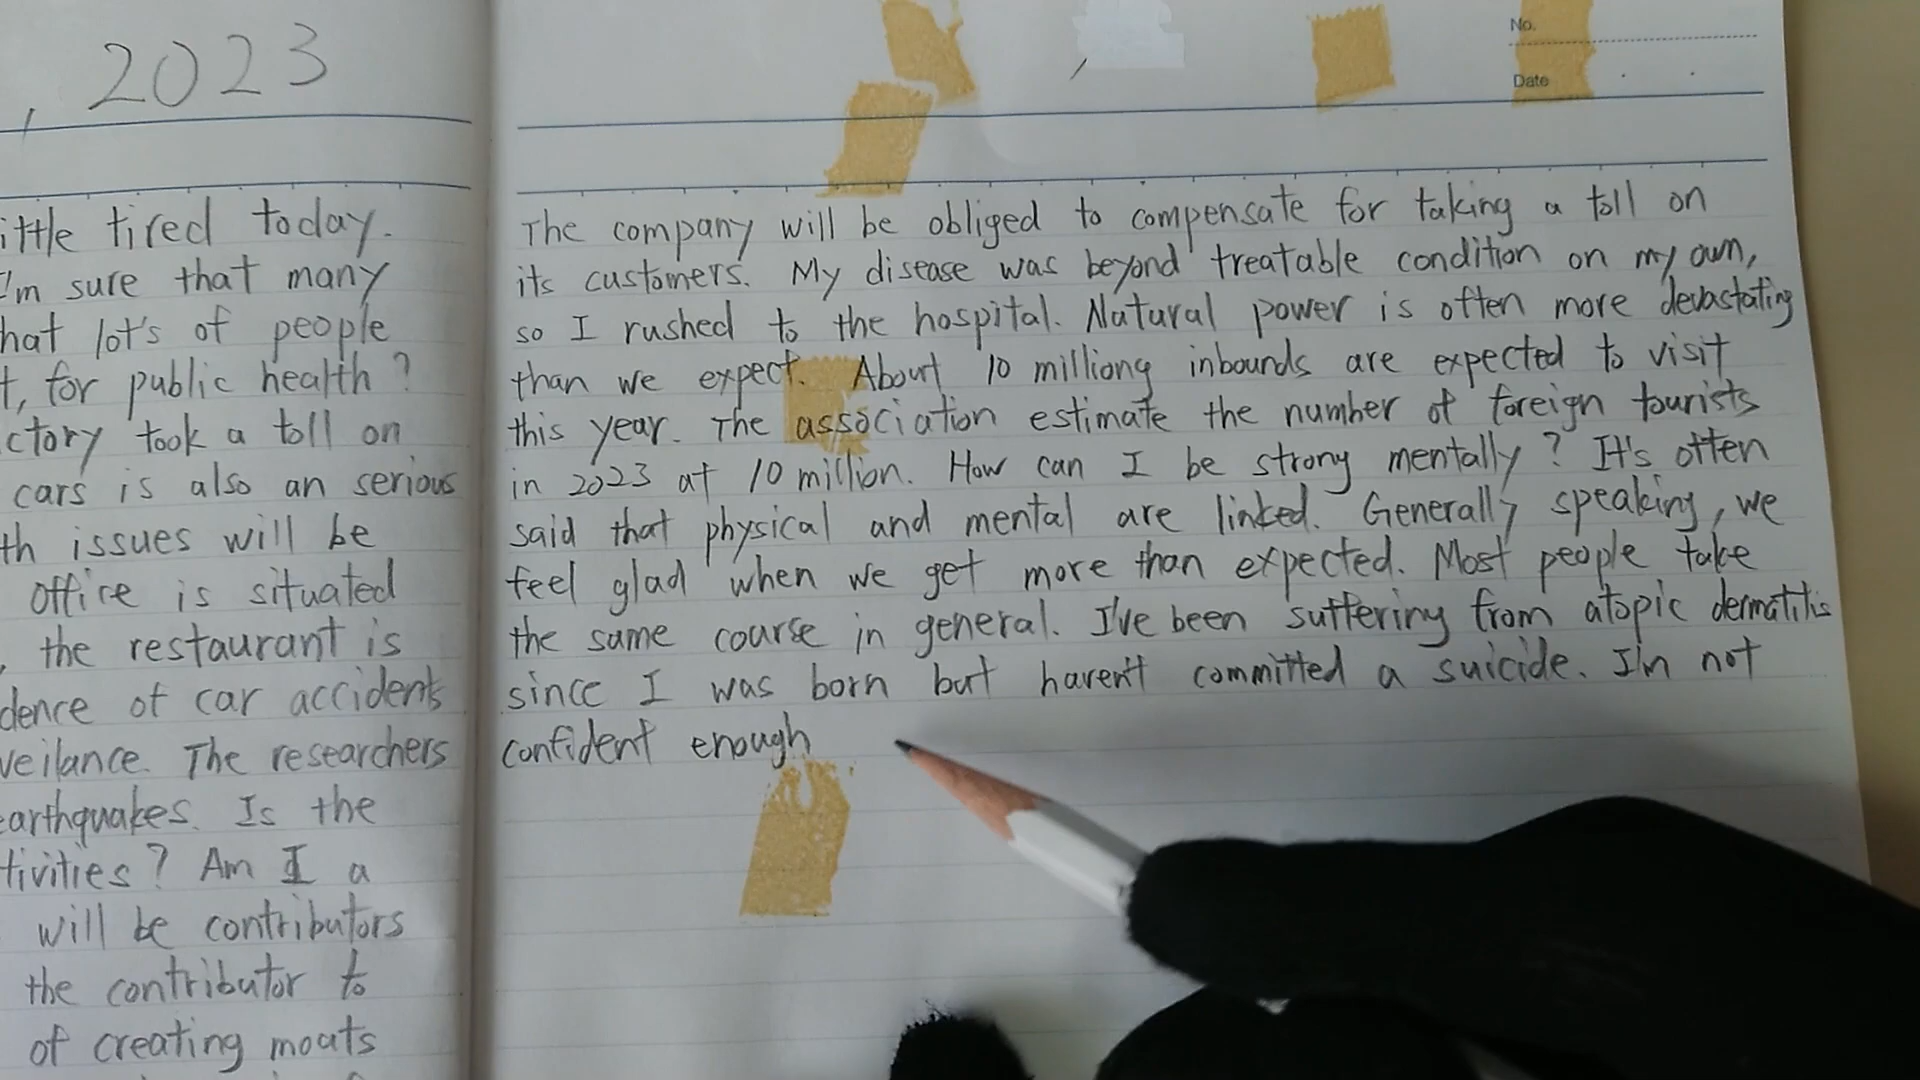 , 2023
ittle tired today.
I'm sure that many
hat lot's of people
t, for public health?
ctory took a toll on
cars is also an serious
th issues will be
office is situated
, the restaurant is
dence of car accidents
veilance. The researchers
earthquakes. Is the
tivities? Am I a
will be contributors
the contributor to
of creating moats
No.
Date
The company will be obliged to compensate for taking a toll on
its customers. My disease was beyond treatable condition on my own,
so I rushed to the hospital. Natural power is often more devastating
than we expect. About 10 milliong inbounds are expected to visit
this year. The association estimate the number of foreign tourists
in 2023 at 10 million. How can I be strong mentally? It's often
said that physical and mental are linked. Generally speaking, we
feel glad when we get more than expected. Most people take
the same course in general. I've been suffering from atopic dermatitis
since I was born but haven't committed a suicide. I'm not
confident enough